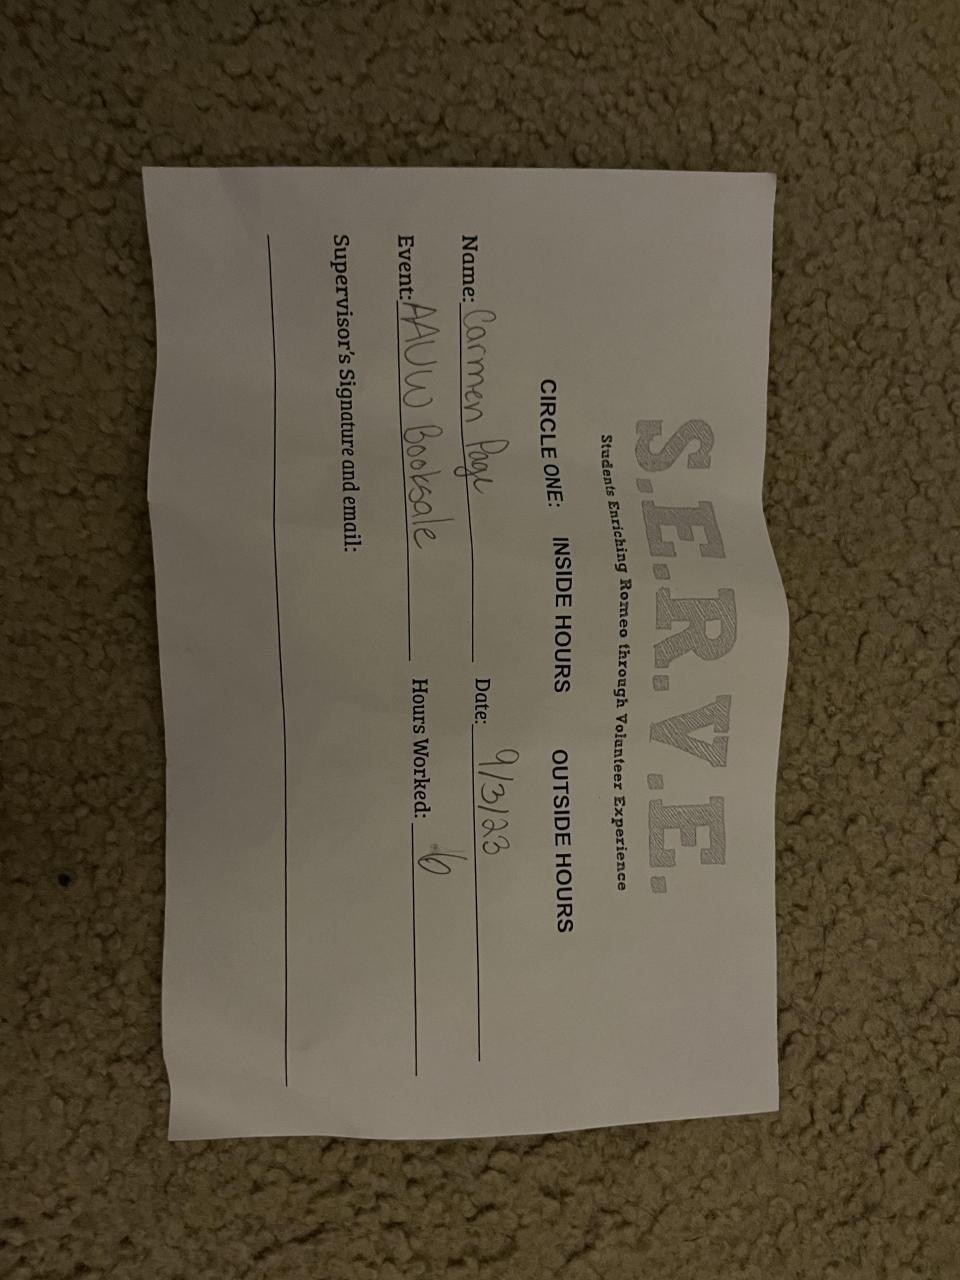 S.E.R.V.E.
Students Enriching Romeo through Volunteer Experience
CIRCLE ONE: INSIDE HOURS OUTSIDE HOURS
Name: Carmen Page Date: 9/3/23
Event: AAUW Booksale Hours Worked: 6
Supervisor's Signature and email: